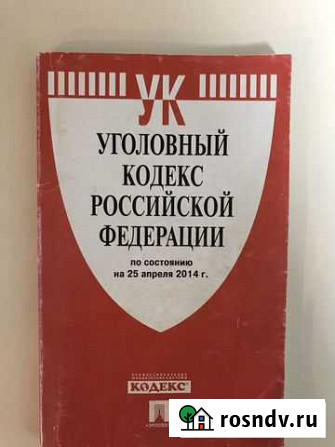 УК
УГОЛОВНЫЙ
КОДЕКС
РОССИЙСКОЙ
ФЕДЕРАЦИИ
по состоянию
на 25 апреля 2014 г.
КОДЕКС
rosndv.ru